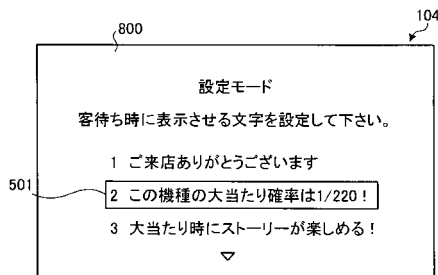 800
104
設定モード
客待ち時に表示させる文字を設定して下さい。
1 ご来店ありがとうございます
501
2 この機種の大当たり確率は1/220!
3 大当たり時にストーリーが楽しめる!
▽